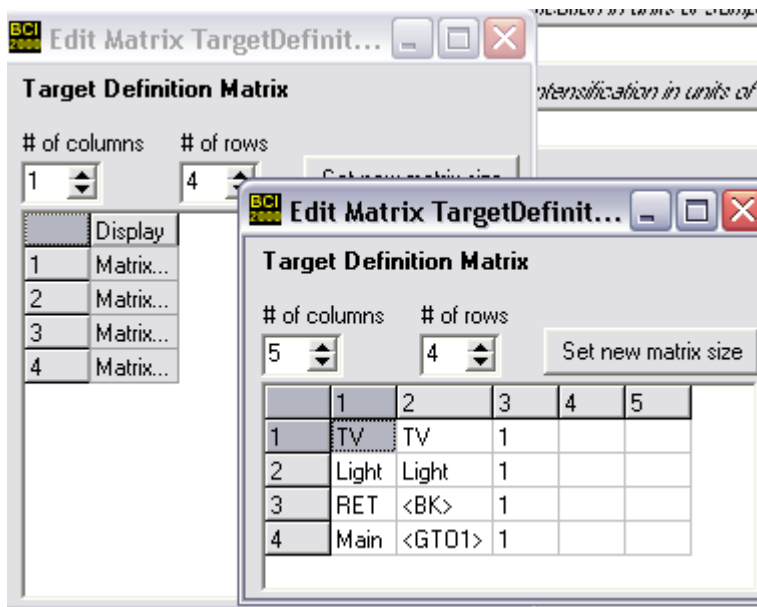 BCI 2000 Edit Matrix TargetDefinit...
Target Definition Matrix
# of columns # of rows
1 4
Display
1 Matrix...
2 Matrix...
3 Matrix...
4 Matrix...
in units of
BCI 2000 Edit Matrix TargetDefinit...
Target Definition Matrix
# of columns # of rows
5 4 Set new matrix size
1 2 3 4 5
1 TV TV 1
2 Light Light 1
3 RET <BK> 1
4 Main <GTO1> 1